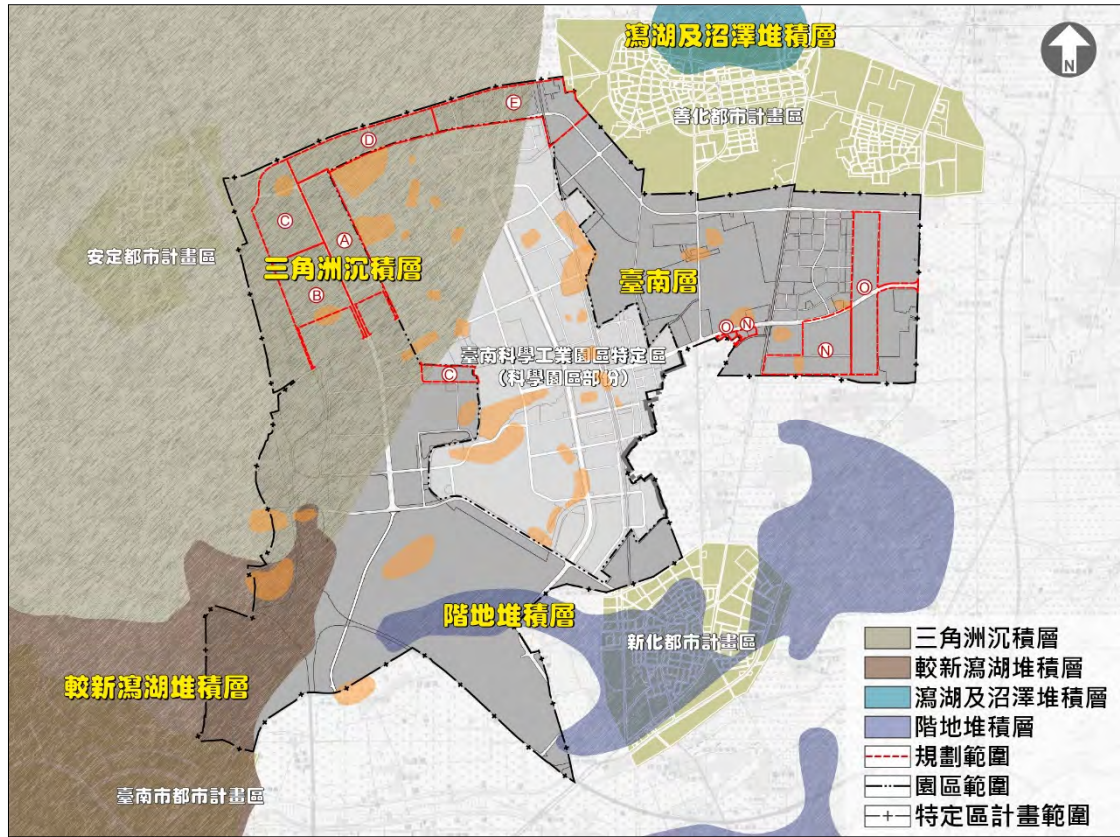 瀉湖及沼澤堆積層
N
善化都市計畫區
E
D
安定都市計畫區
C
A
三角洲沉積層
B
臺南層
O
O
N
N
臺南科學工業園區特定區
(科學園區部份)
C
階地堆積層
新化都市計畫區
較新瀉湖堆積層
臺南市都市計畫區
三角洲沉積層
較新瀉湖堆積層
瀉湖及沼澤堆積層
階地堆積層
規劃範圍
園區範圍
特定區計畫範圍